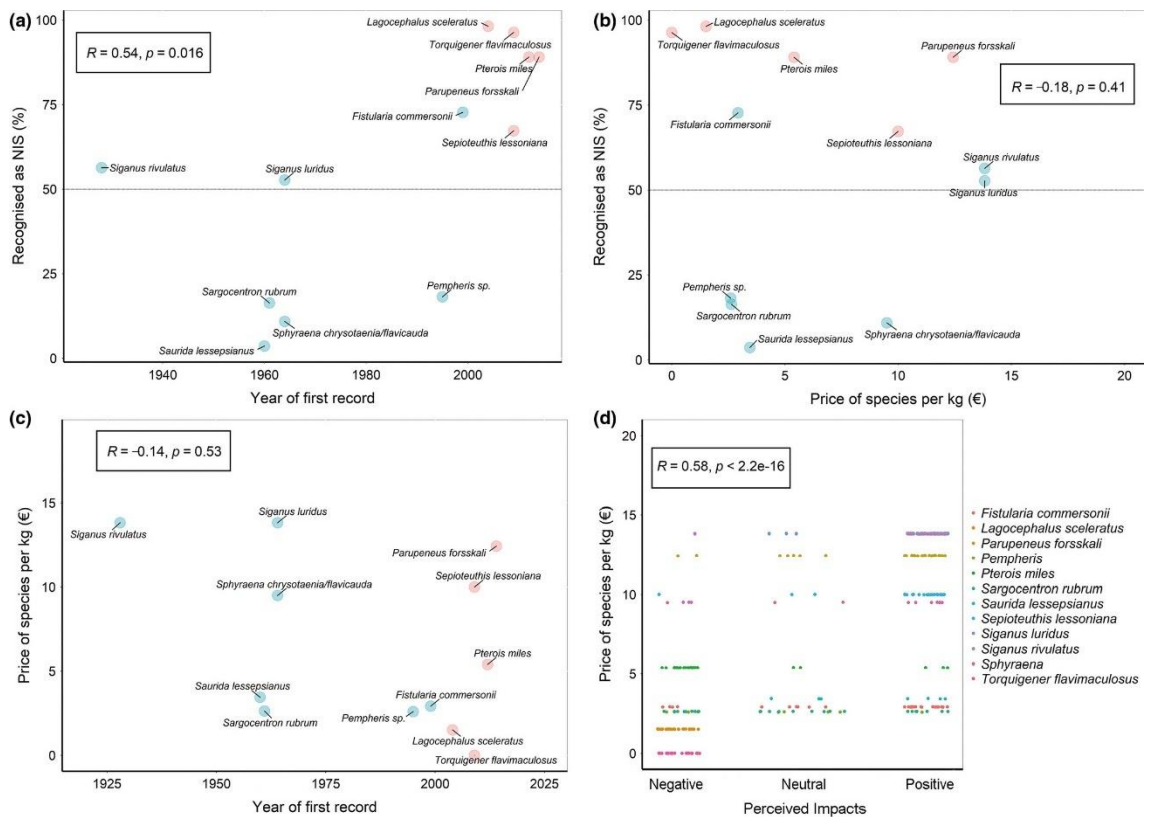 (a)
R = 0.54, p = 0.016
Lagocephalus sceleratus
Torquigener flavimaculosus
Pterois miles
Parupeneus forsskali
Fistularia commersonii
Sepioteuthis lessoniana
Siganus rivulatus
Siganus luridus
Sargocentron rubrum
Pempheris sp.
Sphyraena chrysotaenia/flavicauda
Saurida lessepsianus
Recognised as NIS (%)
100
75
50
25
0
1940 1960 1980 2000
Year of first record
(b)
Lagocephalus sceleratus
Torquigener flavimaculosus
Parupeneus forsskali
Pterois miles
R = −0.18, p = 0.41
Fistularia commersonii
Sepioteuthis lessoniana
Siganus rivulatus
Siganus luridus
Pempheris sp.
Sargocentron rubrum
Saurida lessepsianus
Sphyraena chrysotaenia/flavicauda
Recognised as NIS (%)
100
75
50
25
0
0 5 10 15 20
Price of species per kg (€)
(c)
R = −0.14, p = 0.53
Siganus luridus
Siganus rivulatus
Parupeneus forsskali
Sepioteuthis lessoniana
Sphyraena chrysotaenia/flavicauda
Pterois miles
Saurida lessepsianus
Fistularia commersonii
Sargocentron rubrum
Pempheris sp.
Lagocephalus sceleratus
Torquigener flavimaculosus
Price of species per kg (€)
15
10
5
0
1925 1950 1975 2000 2025
Year of first record
(d)
R = 0.58, p < 2.2e-16
Price of species per kg (€)
20
15
10
5
0
Negative Neutral Positive
Perceived Impacts
Fistularia commersonii
Lagocephalus sceleratus
Parupeneus forsskali
Pempheris
Pterois miles
Sargocentron rubrum
Saurida lessepsianus
Sepioteuthis lessoniana
Siganus luridus
Siganus rivulatus
Sphyraena
Torquigener flavimaculosus